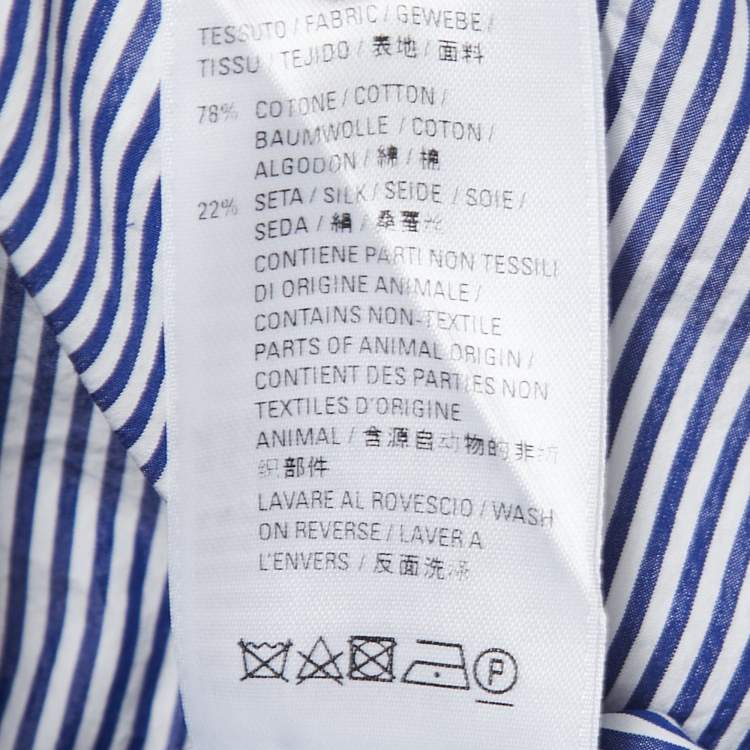 TESSUTO / FABRIC / GEWEBE /
TISSU / TEJIDO / 表地 / 面料
78% COTONE / COTTON /
BAUMWOLLE / COTON /
ALGODON / 綿 / 棉
22% SETA / SILK / SEIDE / SOIE /
SEDA / 絹 / 桑蚕丝
CONTIENE PARTI NON TESSILI
DI ORIGINE ANIMALE /
CONTAINS NON-TEXTILE
PARTS OF ANIMAL ORIGIN /
CONTIENT DES PARTIES NON
TEXTILES D'ORIGINE
ANIMAL / 含源自动物的非纺
织部件
LAVARE AL ROVESCIO / WASH
ON REVERSE / LAVER A
L'ENVERS / 反面洗涤
P